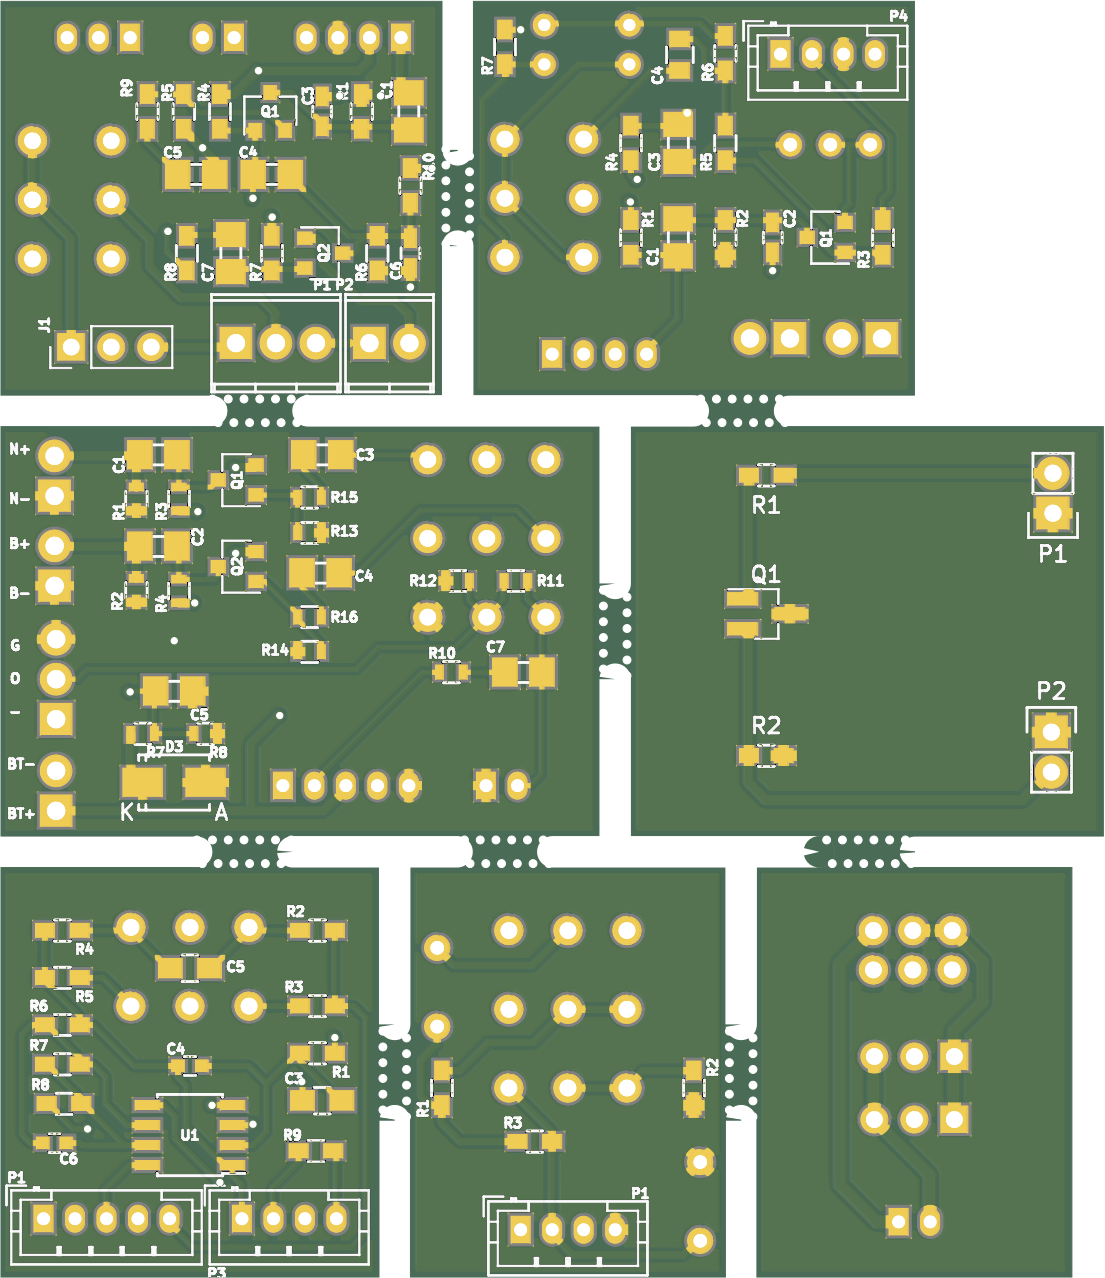 R9
R5
R4
Q1
C3
R1
C1
C5
C4
R10
R8
C7
R7
Q2
R6
C6
P1
P2
J1
R7
C4
R6
P4
R4
C3
R5
R1
C1
R2
C2
Q1
R3
N+
N-
B+
B-
G
O
-
BT-
BT+
C1
R1
R3
Q1
C3
R15
R13
C2
R2
R4
Q2
C4
R16
R14
R12
R11
R10
C7
C5
R7
D3
R8
K
A
R1
P1
Q1
P2
R2
R4
R5
R6
R7
R8
C6
C5
C4
R2
R3
R1
C3
U1
R9
P1
P3
R1
R2
R3
P1